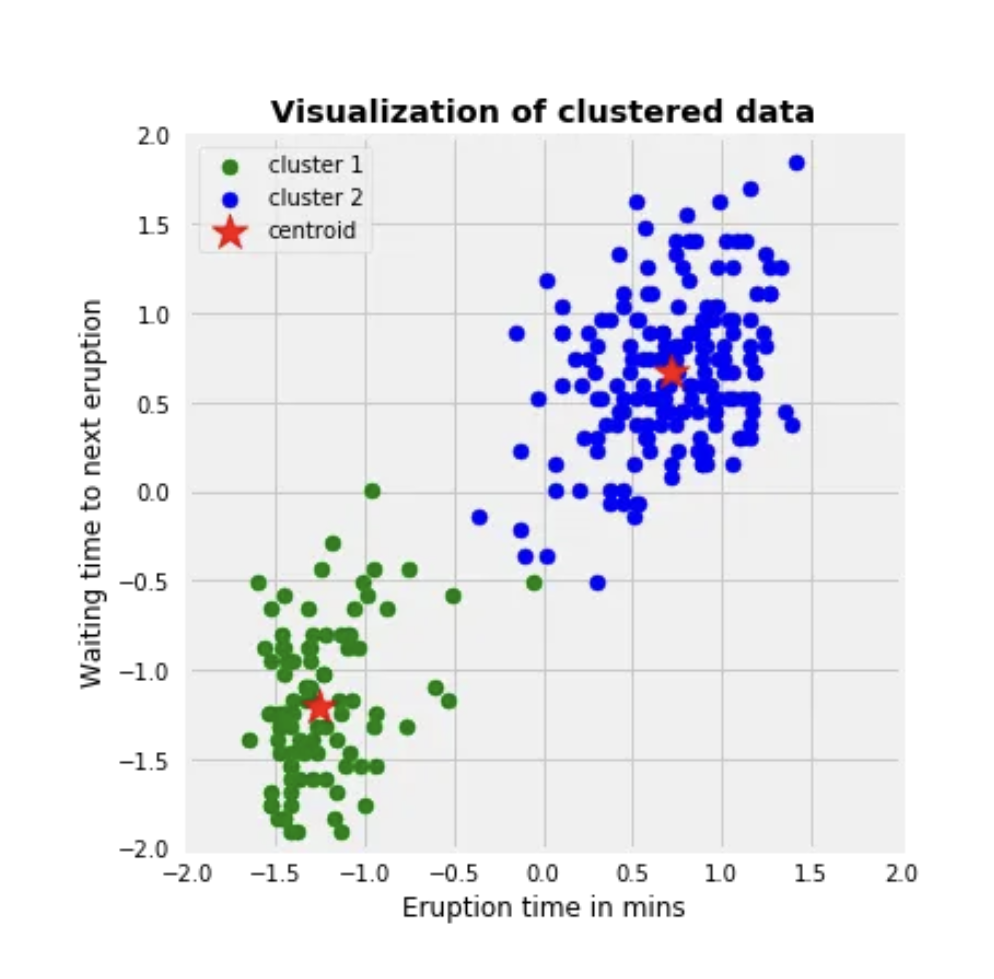 Visualization of clustered data
2.0
cluster 1
cluster 2
centroid
1.5
1.0
0.5
0.0
−0.5
−1.0
−1.5
−2.0
Waiting time to next eruption
−2.0 −1.5 −1.0 −0.5 0.0 0.5 1.0 1.5 2.0
Eruption time in mins